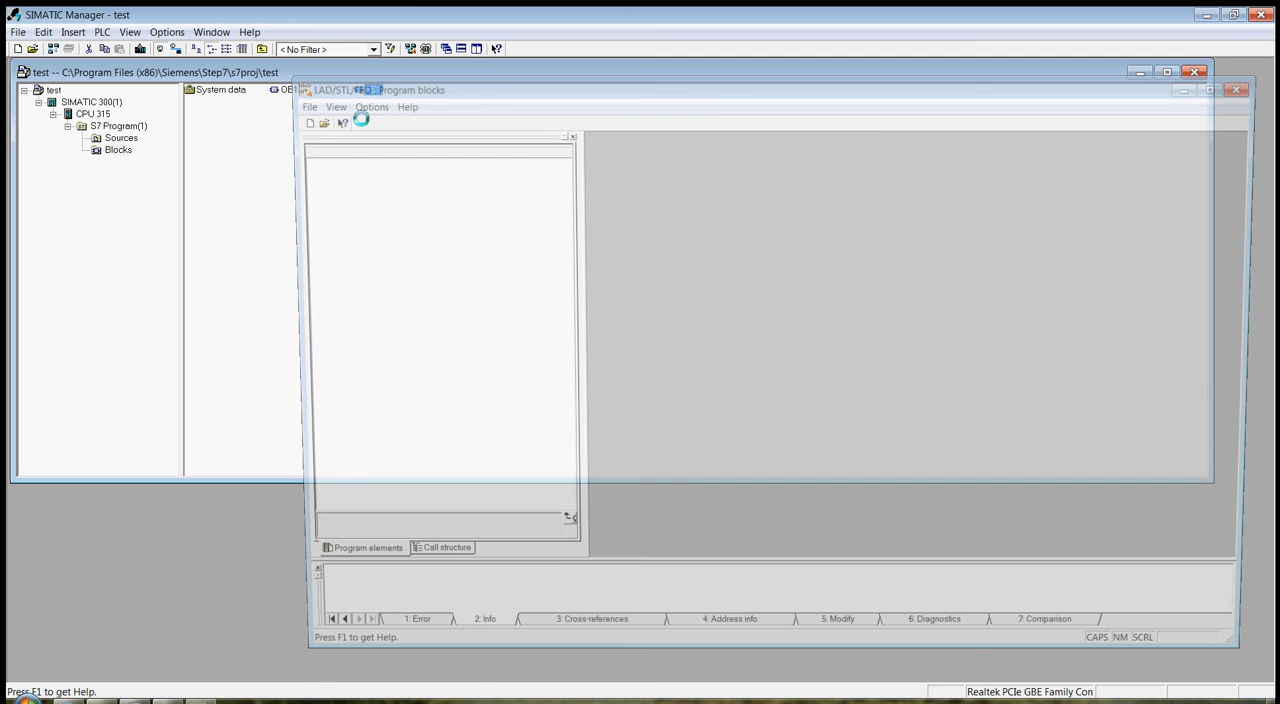 SIMATIC Manager - test
File Edit Insert PLC View Options Window Help
< No Filter >
test -- C:\Program Files (x86)\Siemens\Step7\s7proj\test
test
SIMATIC 300(1)
CPU 315
S7 Program(1)
Sources
Blocks
System data
OB1
LAD/STL/FBD - Program blocks
File View Options Help
Program elements
Call structure
1: Error 2: Info 3: Cross-references 4: Address info. 5: Modify 6: Diagnostics 7: Comparison
Press F1 to get Help.
CAPS NM SCRL
Press F1 to get Help.
Realtek PCIe GBE Family Con